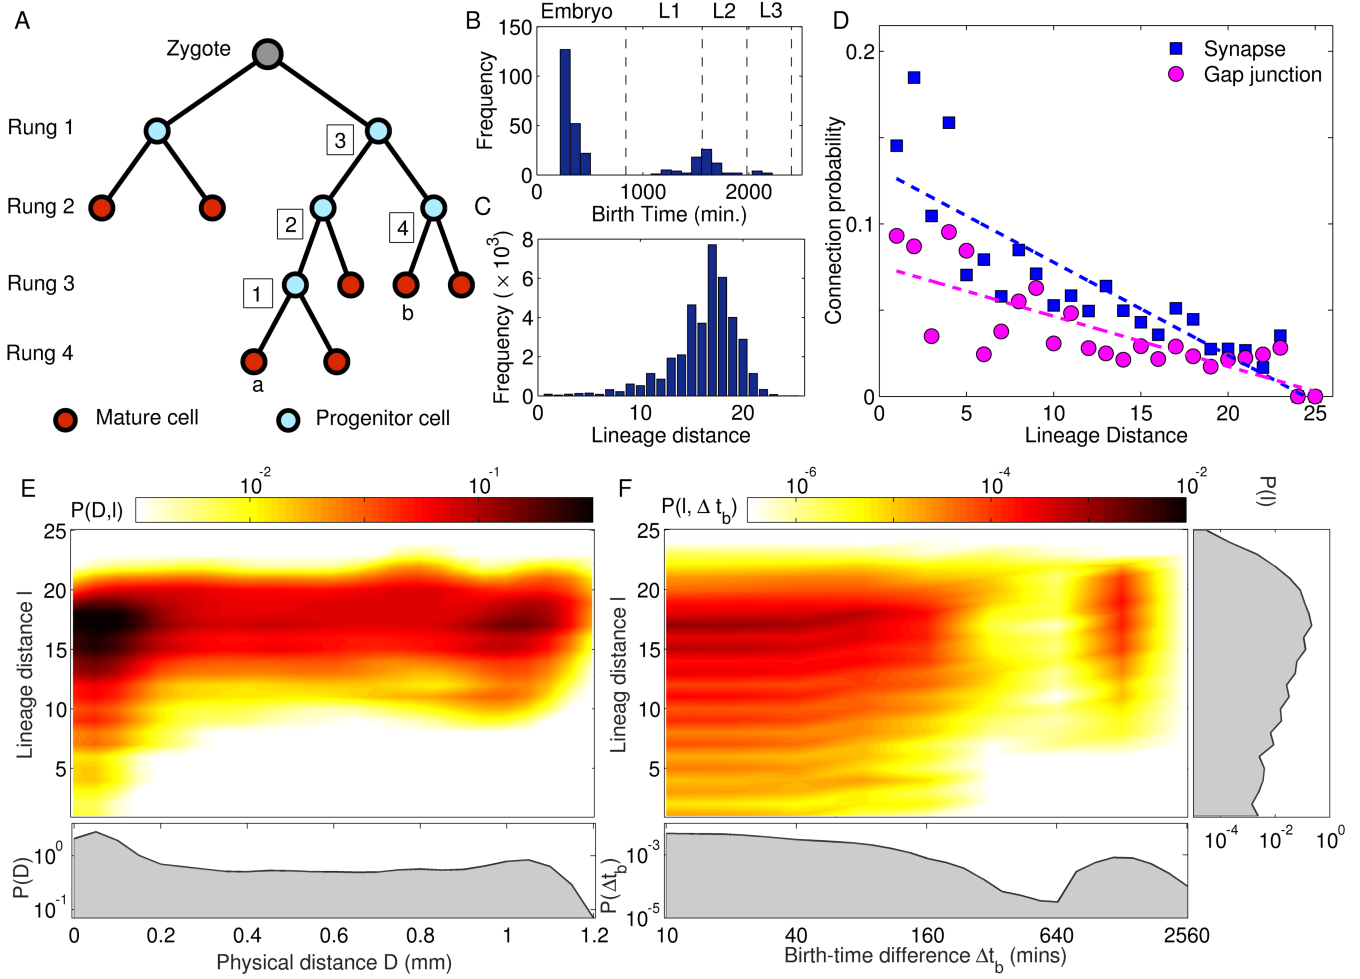 A
Zygote
Rung 1
3
Rung 2
2
4
Rung 3
1
b
Rung 4
a
Mature cell
Progenitor cell
B
Embryo
L1
L2
L3
Frequency
150
100
50
0
0
1000
2000
Birth Time (min.)
C
Frequency (× 10³)
8
6
4
2
0
0
10
20
Lineage distance
D
Connection probability
0.2
0.1
0
Synapse
Gap junction
0
5
10
15
20
25
Lineage Distance
E
P(D,l)
10⁻²
10⁻¹
Lineage distance l
25
20
15
10
5
P(D)
10⁰
10⁻¹
0
0.2
0.4
0.6
0.8
1
1.2
Physical distance D (mm)
F
P(l, Δ t_b)
10⁻⁶
10⁻⁴
10⁻²
Lineag distance l
25
20
15
10
5
P(l)
10⁻⁴
10⁻²
10⁰
P(Δt_b)
10⁻³
10⁻⁵
10
40
160
640
2560
Birth-time difference Δt_b (mins)